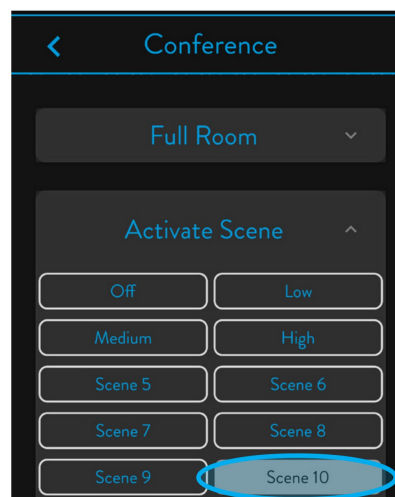 Conference
Full Room
Activate Scene
Off Low
Medium High
Scene 5 Scene 6
Scene 7 Scene 8
Scene 9 Scene 10